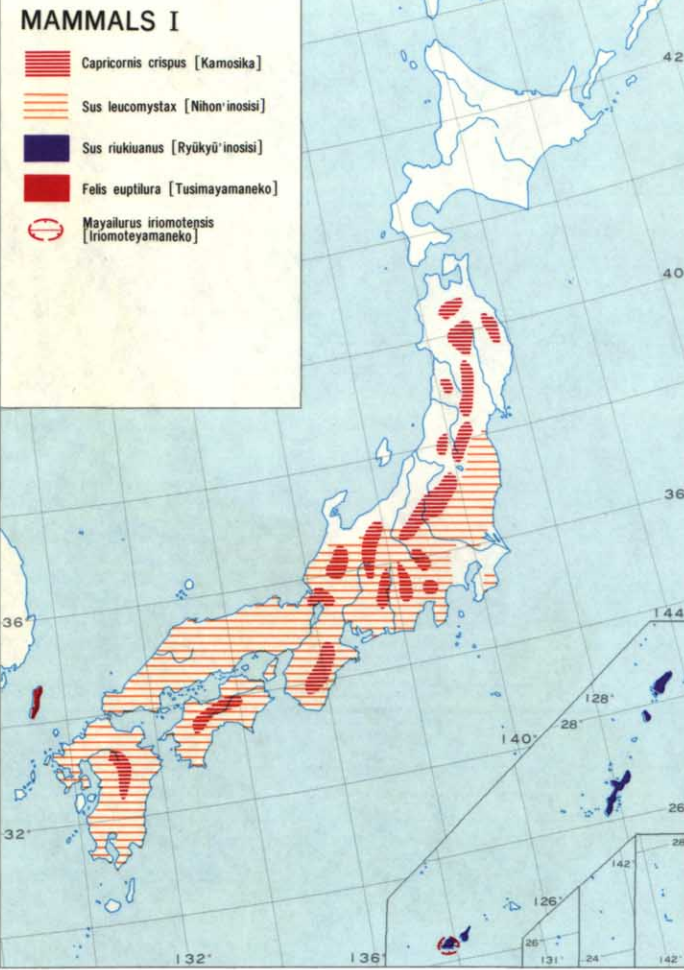 MAMMALS I
Capricornis crispus [Kamosika]
Sus leucomystax [Nihon'inosisi]
Sus riukiuanus [Ryûkyû'inosisi]
Felis euptilura [Tusimayamaneko]
Mayailurus iriomotensis
[Iriomoteyamaneko]
42
40
36
144
36°
128°
28°
140°
26
32°
28
142°
126°
26°
132°
136°
131°
24
142°